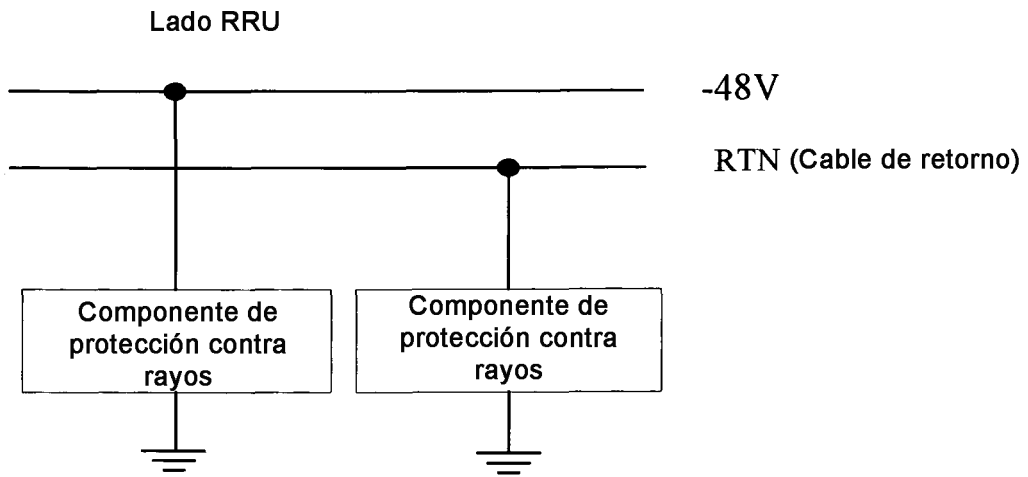 Lado RRU
-48V
RTN (Cable de retorno)
Componente de
protección contra
rayos
Componente de
protección contra
rayos